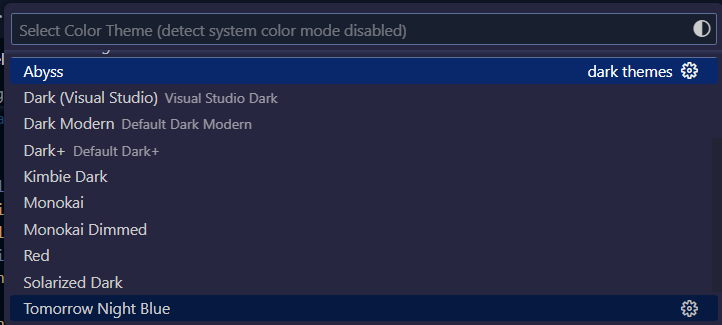 Select Color Theme (detect system color mode disabled)
Abyss dark themes
Dark (Visual Studio) Visual Studio Dark
Dark Modern Default Dark Modern
Dark+ Default Dark+
Kimbie Dark
Monokai
Monokai Dimmed
Red
Solarized Dark
Tomorrow Night Blue